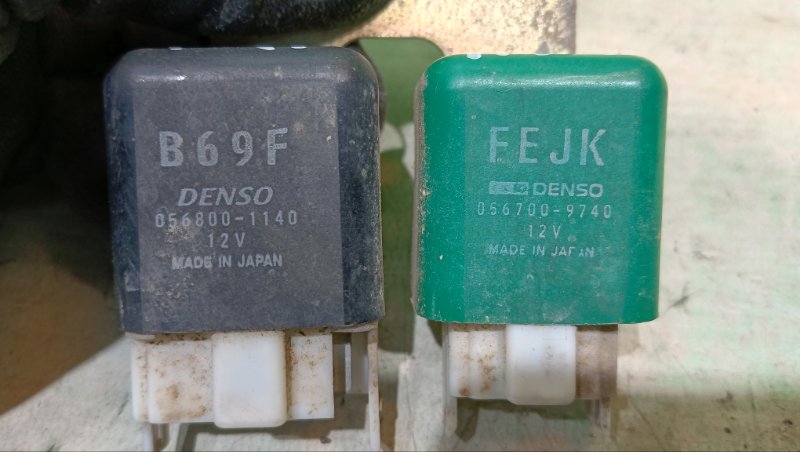 B69F
DENSO
056800-1140
12V
MADE IN JAPAN
FEJK
DENSO
056700-9740
12V
MADE IN JAPAN